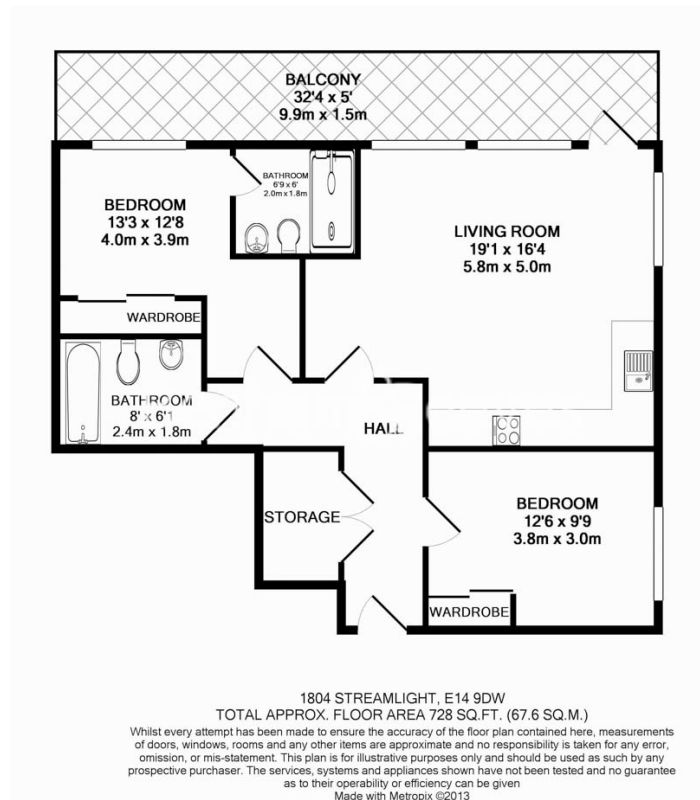 BALCONY
32'4 x 5'
9.9m x 1.5m
BEDROOM
13'3 x 12'8
4.0m x 3.9m
BATHROOM
6'9 x 6'
2.0m x 1.8m
LIVING ROOM
19'1 x 16'4
5.8m x 5.0m
WARDROBE
BATHROOM
8' x 6'1
2.4m x 1.8m
HALL
STORAGE
BEDROOM
12'6 x 9'9
3.8m x 3.0m
WARDROBE
1804 STREAMLIGHT, E14 9DW
TOTAL APPROX. FLOOR AREA 728 SQ.FT. (67.6 SQ.M.)
Whilst every attempt has been made to ensure the accuracy of the floor plan contained here, measurements
of doors, windows, rooms and any other items are approximate and no responsibility is taken for any error,
omission, or mis-statement. This plan is for illustrative purposes only and should be used as such by any
prospective purchaser. The services, systems and appliances shown have not been tested and no guarantee
as to their operability or efficiency can be given
Made with Metropix ©2013